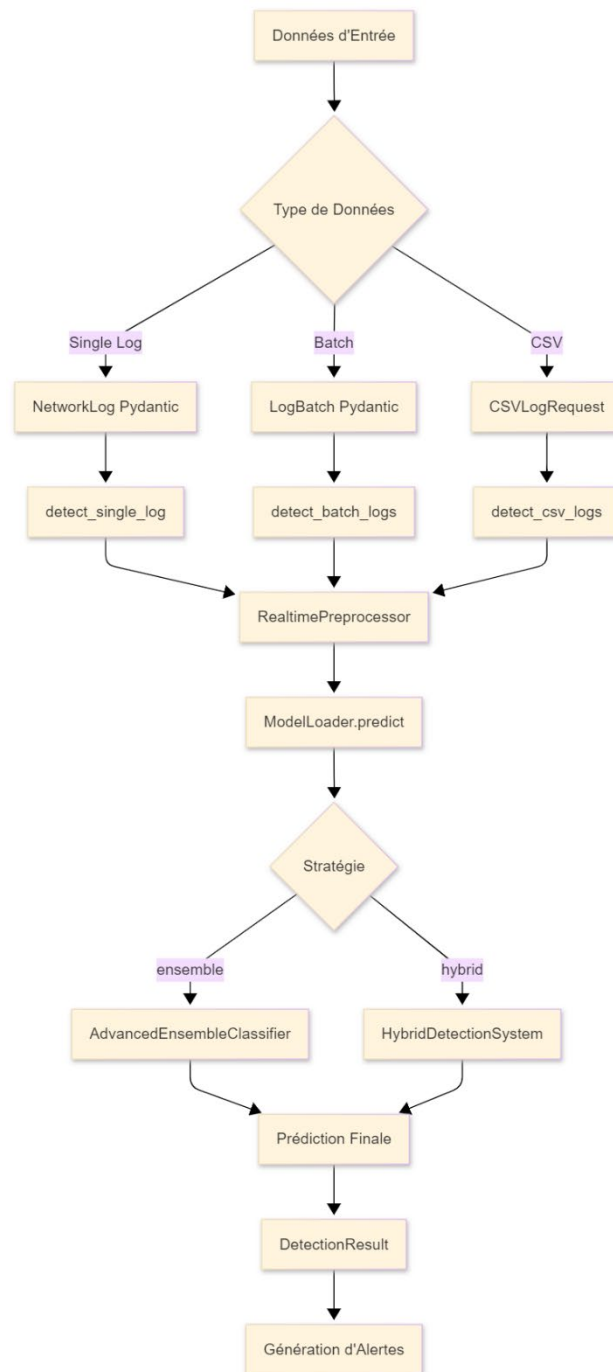 Données d'Entrée
Type de Données
Single Log
Batch
CSV
NetworkLog Pydantic
LogBatch Pydantic
CSVLogRequest
detect_single_log
detect_batch_logs
detect_csv_logs
RealtimePreprocessor
ModelLoader.predict
Stratégie
ensemble
hybrid
AdvancedEnsembleClassifier
HybridDetectionSystem
Prédiction Finale
DetectionResult
Génération d'Alertes